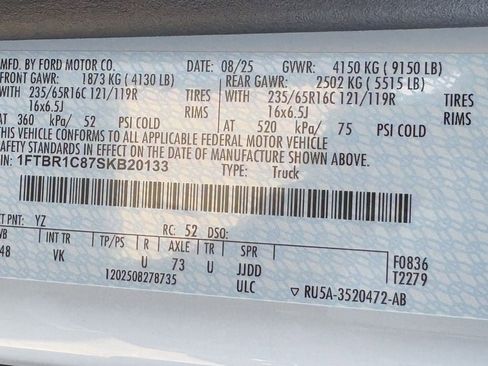 MFD. BY FORD MOTOR CO. DATE: 08/25 GVWR: 4150 KG ( 9150 LB)
FRONT GAWR: 1873 KG ( 4130 LB) REAR GAWR: 2502 KG ( 5515 LB)
WITH 235/65R16C 121/119R TIRES WITH 235/65R16C 121/119R TIRES
16x6.5J RIMS 16x6.5J RIMS
AT 360 kPa/ 52 PSI COLD AT 520 kPa/ 75 PSI COLD
THIS VEHICLE CONFORMS TO ALL APPLICABLE FEDERAL MOTOR VEHICLE
IN EFFECT ON THE DATE OF MANUFACTURE SHOWN ABOVE.
1FTBR1C87SKB20133 TYPE: Truck
EXT PNT: YZ RC: 52 DSO:
WB INT TR TP/PS R AXLE TR SPR F0836
48 VK U 73 U JJDD T2279
1202508278735 ULC ▽ RU5A-3520472-AB